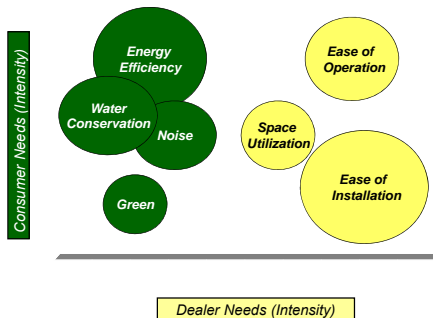 Consumer Needs (Intensity)
Energy
Efficiency
Water
Conservation
Noise
Green
Ease of
Operation
Space
Utilization
Ease of
Installation
Dealer Needs (Intensity)